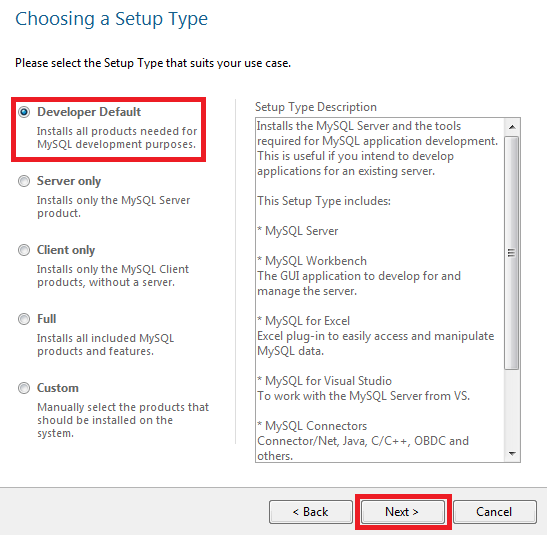 Choosing a Setup Type
Please select the Setup Type that suits your use case.
Developer Default
Installs all products needed for
MySQL development purposes.
Server only
Installs only the MySQL Server
product.
Client only
Installs only the MySQL Client
products, without a server.
Full
Installs all included MySQL
products and features.
Custom
Manually select the products that
should be installed on the
system.
Setup Type Description
Installs the MySQL Server and the tools
required for MySQL application development.
This is useful if you intend to develop
applications for an existing server.
This Setup Type includes:
* MySQL Server
* MySQL Workbench
The GUI application to develop for and
manage the server.
* MySQL for Excel
Excel plug-in to easily access and manipulate
MySQL data.
* MySQL for Visual Studio
To work with the MySQL Server from VS.
* MySQL Connectors
Connector/Net, Java, C/C++, OBDC and
others.
< Back
Next >
Cancel